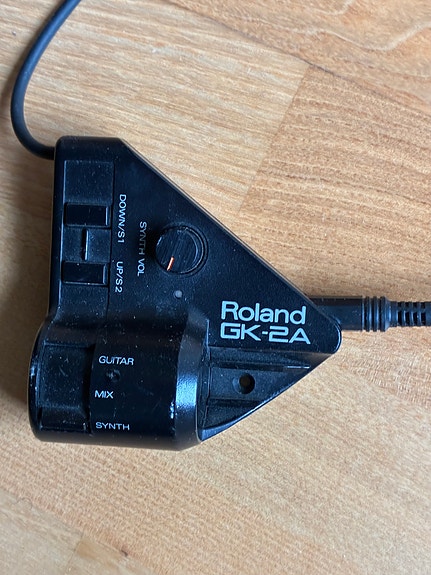 DOWN/S1
UP/S2
SYNTH VOL
Roland
GK-2A
GUITAR
MIX
SYNTH